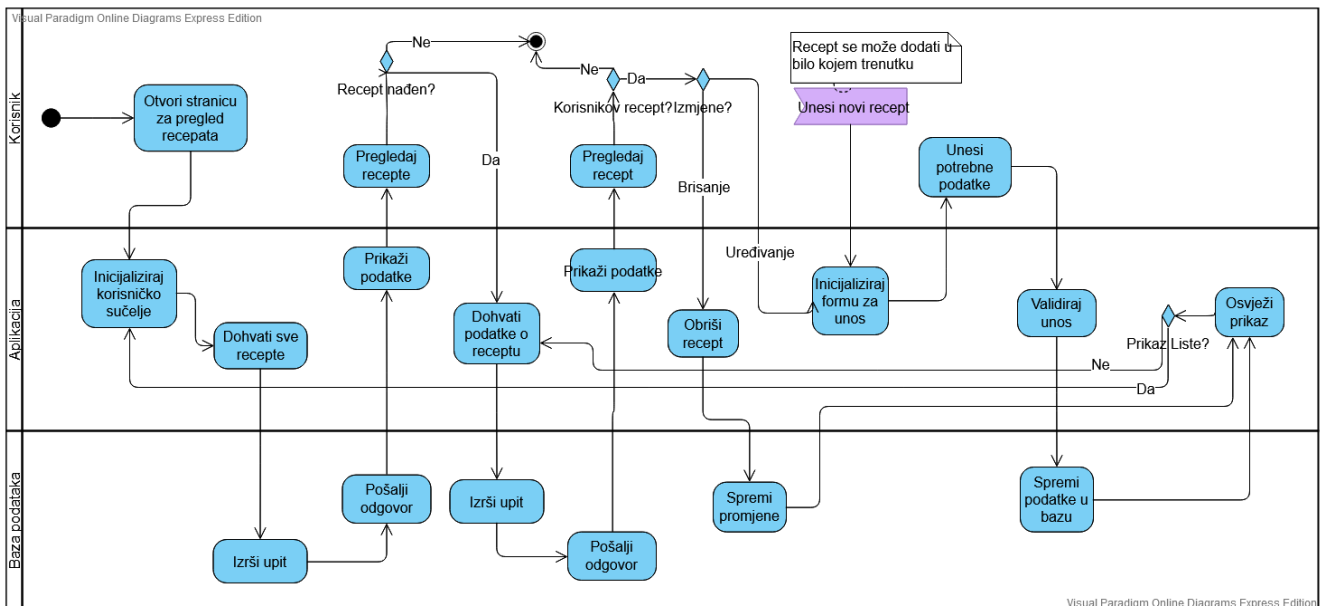 Visual Paradigm Online Diagrams Express Edition
Korisnik
Otvori stranicu
za pregled
recepata
Ne
Recept nađen?
Pregledaj
recepte
Da
Ne
Da
Korisnikov recept?
Izmjene?
Pregledaj
recept
Brisanje
Recept se može dodati u
bilo kojem trenutku
Unesi novi recept
Unesi
potrebne
podatke
Aplikacija
Inicijaliziraj
korisničko
sučelje
Dohvati sve
recepte
Prikaži
podatke
Dohvati
podatke o
receptu
Prikaži podatke
Obriši
recept
Uređivanje
Inicijaliziraj
formu za
unos
Validiraj
unos
Prikaz Liste?
Osvježi
prikaz
Ne
Da
Baza podataka
Izrši upit
Pošalji
odgovor
Izrši upit
Pošalji
odgovor
Spremi
promjene
Spremi
podatke u
bazu
Visual Paradigm Online Diagrams Express Edition